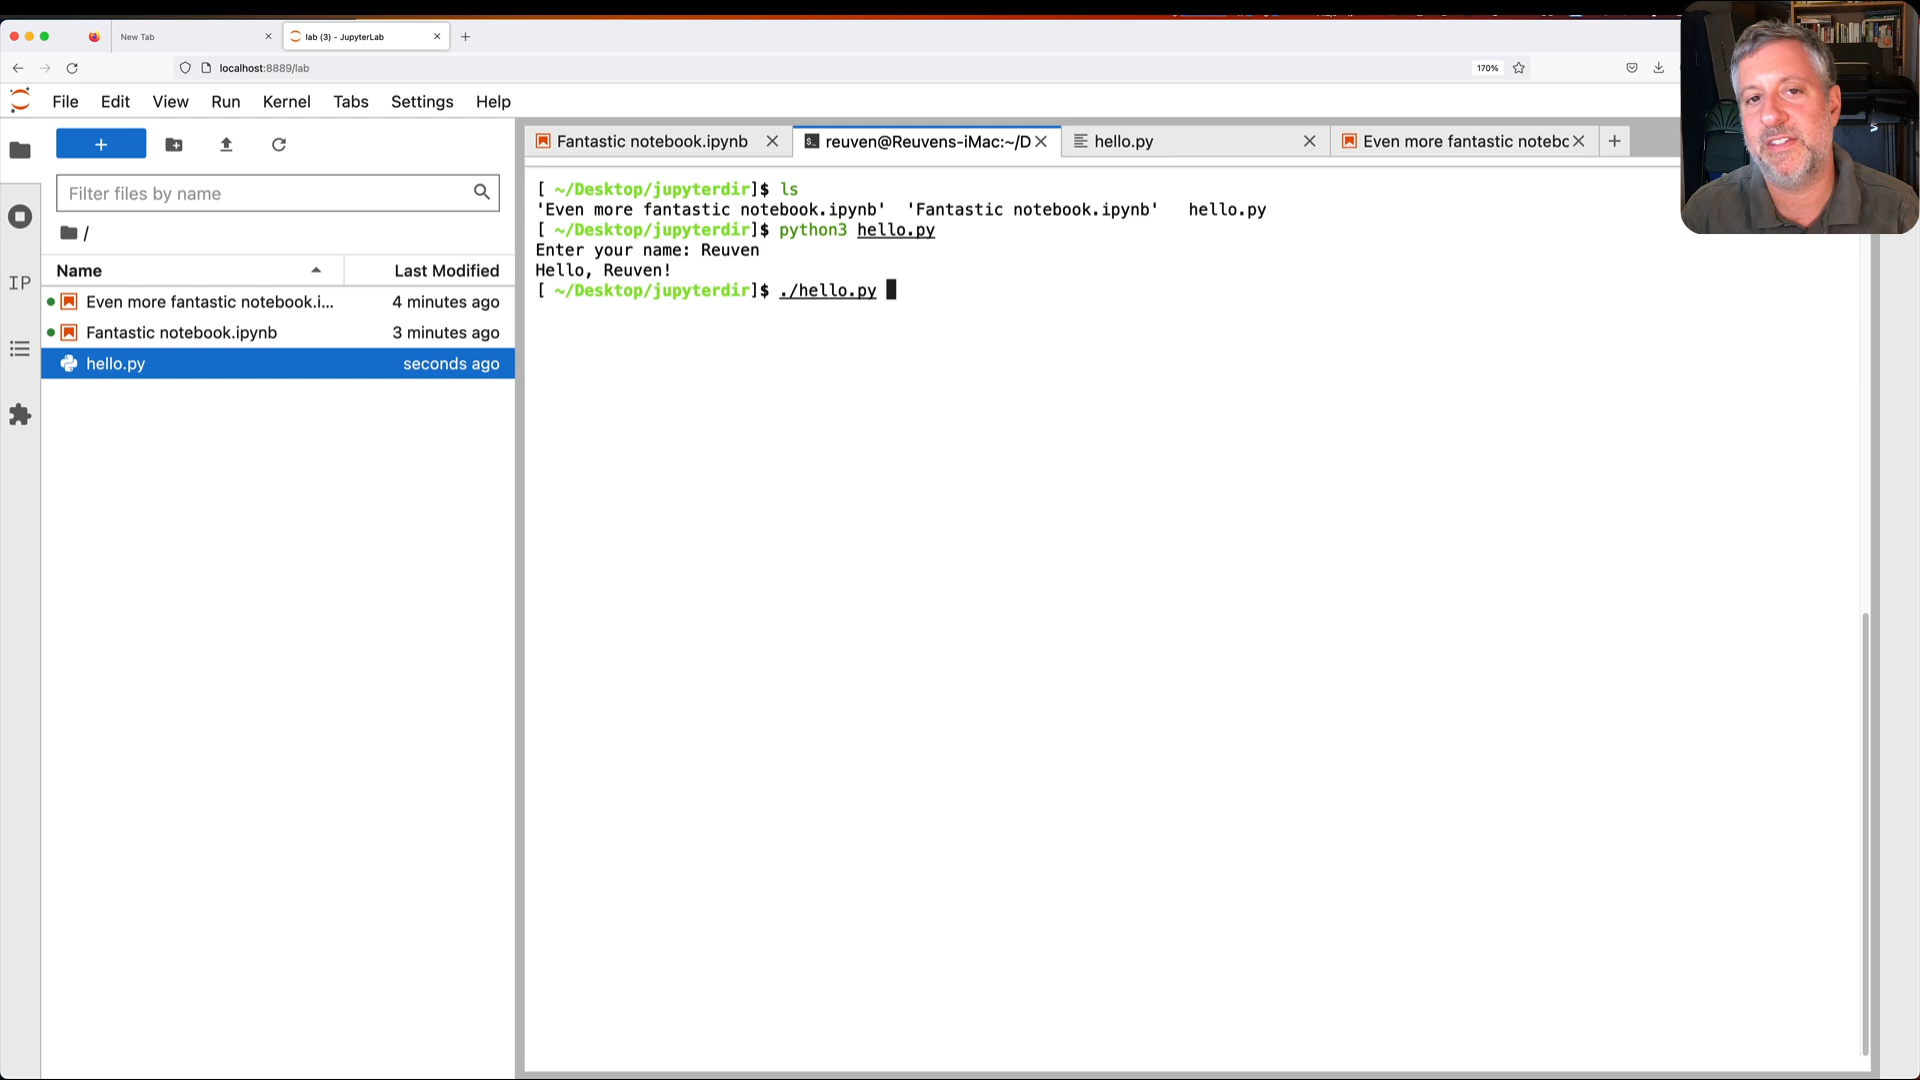 New Tab
lab (3) - JupyterLab
localhost:8889/lab
170%
File Edit View Run Kernel Tabs Settings Help
+
Fantastic notebook.ipynb
reuven@Reuvens-iMac:~/D
hello.py
Even more fantastic notebo
Filter files by name
/
Name Last Modified
Even more fantastic notebook.i... 4 minutes ago
Fantastic notebook.ipynb 3 minutes ago
hello.py seconds ago
IP
[ ~/Desktop/jupyterdir]$ ls
'Even more fantastic notebook.ipynb' 'Fantastic notebook.ipynb' hello.py
[ ~/Desktop/jupyterdir]$ python3 hello.py
Enter your name: Reuven
Hello, Reuven!
[ ~/Desktop/jupyterdir]$ ./hello.py